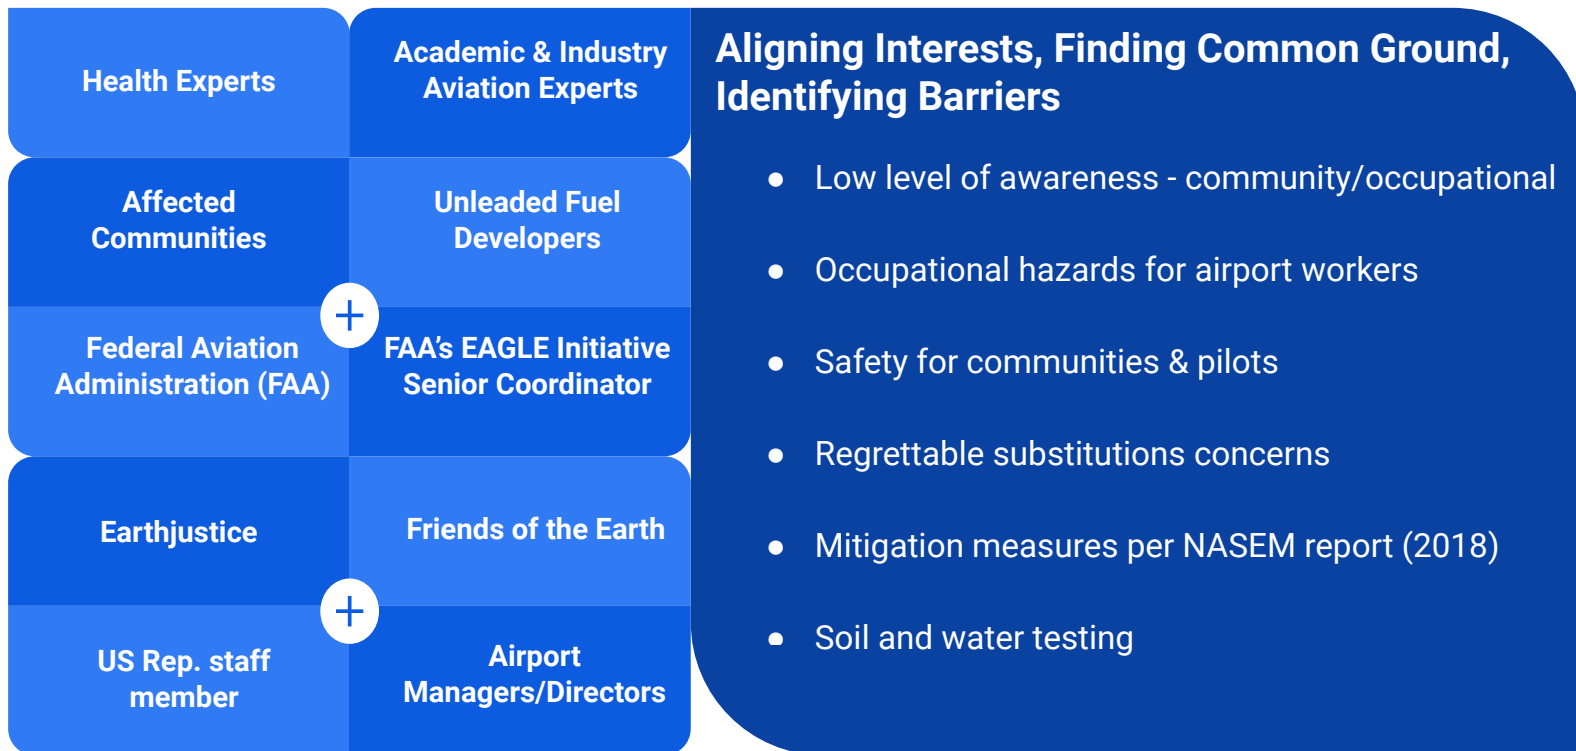 Health Experts
Academic & Industry
Aviation Experts
Affected
Communities
Unleaded Fuel
Developers
Federal Aviation
Administration (FAA)
FAA’s EAGLE Initiative
Senior Coordinator
Earthjustice
Friends of the Earth
US Rep. staff
member
Airport
Managers/Directors
Aligning Interests, Finding Common Ground,
Identifying Barriers
● Low level of awareness - community/occupational
● Occupational hazards for airport workers
● Safety for communities & pilots
● Regrettable substitutions concerns
● Mitigation measures per NASEM report (2018)
● Soil and water testing